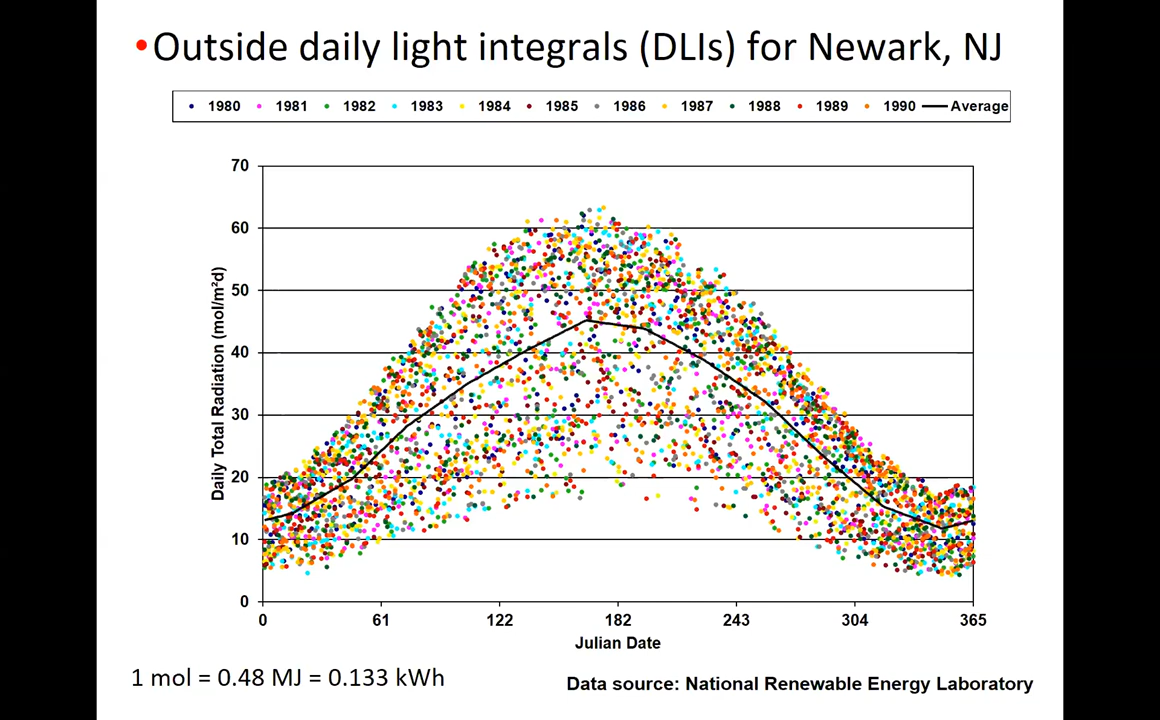 •Outside daily light integrals (DLIs) for Newark, NJ
1980 1981 1982 1983 1984 1985 1986 1987 1988 1989 1990 Average
70
60
50
40
30
20
10
0
Daily Total Radiation (mol/m²d)
0 61 122 182 243 304 365
Julian Date
1 mol = 0.48 MJ = 0.133 kWh
Data source: National Renewable Energy Laboratory